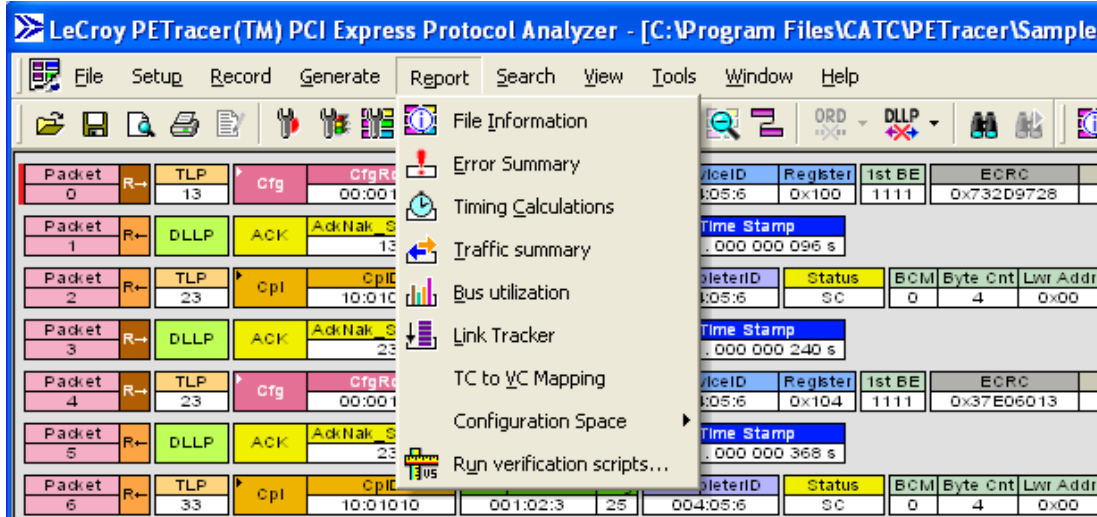 LeCroy PETracer(TM) PCI Express Protocol Analyzer - [C:\Program Files\CATC\PETracer\Sample
File Setup Record Generate Report Search View Tools Window Help
ORD DLLP
File Information
Error Summary
Timing Calculations
Traffic summary
Bus utilization
Link Tracker
TC to VC Mapping
Configuration Space
Run verification scripts...
Packet TLP Cfg Register 1st BE ECRC
0 R→ 13 00:001 :05:6 0x100 1111 0x732D9728
Packet R← DLLP ACK AckNak_S Time Stamp
1 13 . 000 000 096 s
Packet R← TLP Cpl CplD Status BCM Byte Cnt Lwr Addr
2 23 10:010 :05:6 SC 0 4 0x00
Packet R→ DLLP ACK AckNak_S Time Stamp
3 23 . 000 000 240 s
Packet R→ TLP Cfg CfgRd Register 1st BE ECRC
4 23 00:001 :05:6 0x104 1111 0x37E06013
Packet R← DLLP ACK AckNak_S Time Stamp
5 23 . 000 000 368 s
Packet R← TLP Cpl CplD Status BCM Byte Cnt Lwr Addr
6 33 10:01010 001:02:3 25 004:05:6 SC 0 4 0x00